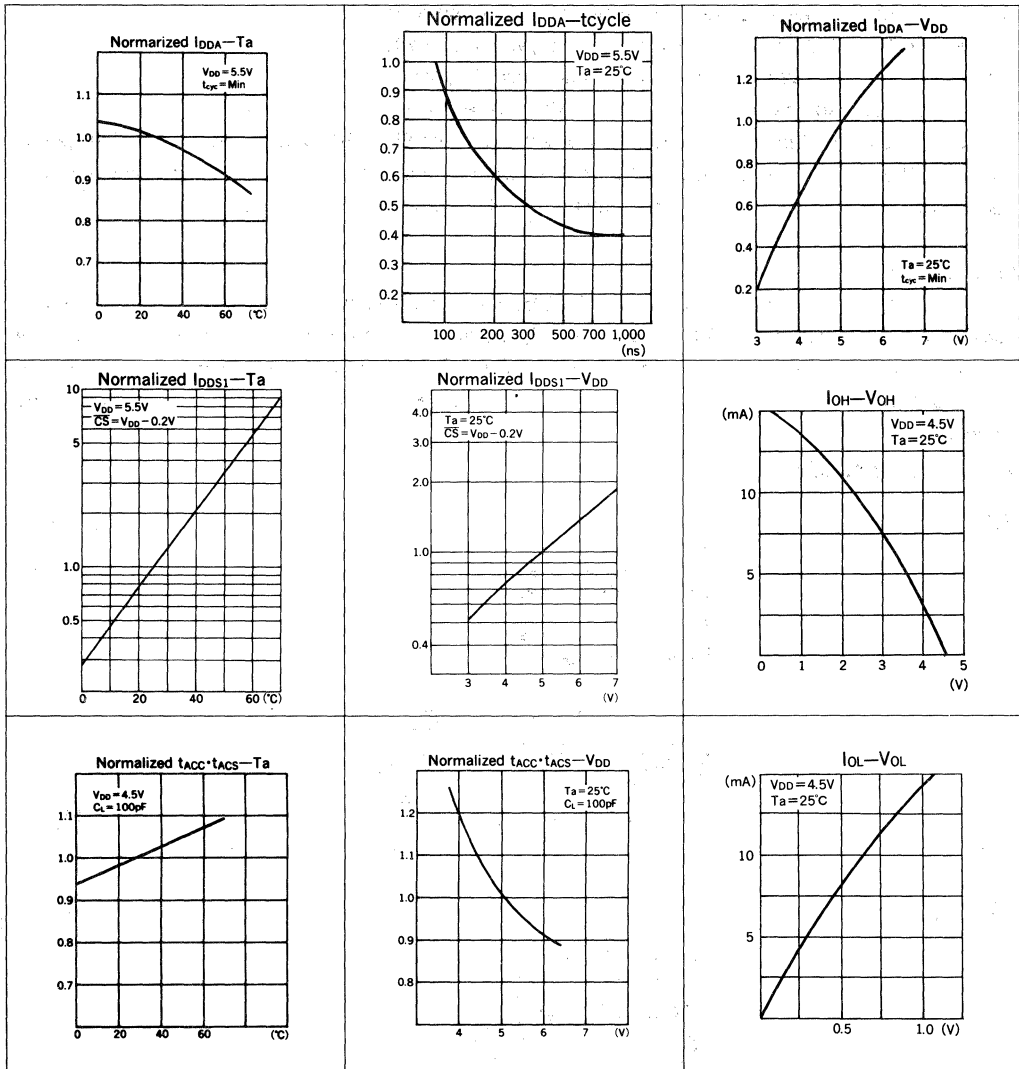 Normarized IDDA—Ta
VDD=5.5V
tcyc=Min
1.1
1.0
0.9
0.8
0.7
0 20 40 60 (℃)
Normalized IDDA—tcycle
VDD=5.5V
Ta=25℃
1.0
0.9
0.8
0.7
0.6
0.5
0.4
0.3
0.2
100 200 300 500 700 1,000
(ns)
Normalized IDDA—VDD
1.2
1.0
0.8
0.6
0.4
0.2
Ta=25℃
tcyc=Min
3 4 5 6 7 (V)
Normalized IDDS1—Ta
VDD=5.5V
C̅S̅=VDD−0.2V
10
5
1.0
0.5
0 20 40 60 (℃)
Normalized IDDS1—VDD
Ta=25℃
C̅S̅=VDD−0.2V
4.0
3.0
2.0
1.0
0.4
3 4 5 6 7
(V)
IOH—VOH
(mA)
VDD=4.5V
Ta=25℃
10
5
0 1 2 3 4 5
(V)
Normalized tACC·tACS—Ta
VDD=4.5V
CL=100pF
1.1
1.0
0.9
0.8
0.7
0 20 40 60 (℃)
Normalized tACC·tACS—VDD
Ta=25℃
CL=100pF
1.2
1.1
1.0
0.9
0.8
4 5 6 7 (V)
IOL—VOL
(mA)
VDD=4.5V
Ta=25℃
10
5
0.5 1.0 (V)